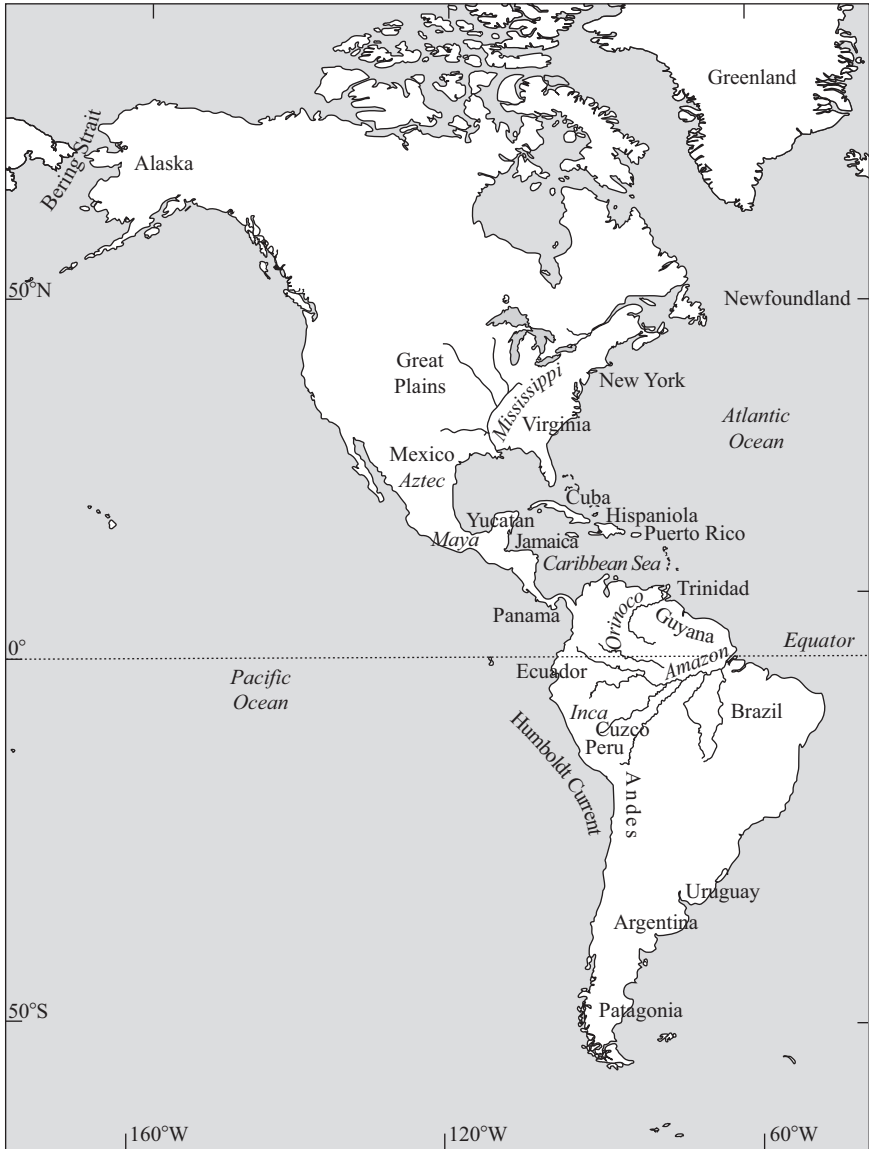 Greenland
Bering Strait
Alaska
50°N
Newfoundland
Great
Plains
New York
Mississippi
Virginia
Atlantic
Ocean
Mexico
Aztec
Cuba
Hispaniola
Yucatan
Puerto Rico
Maya
Jamaica
Caribbean Sea
Trinidad
Panama
Orinoco
Guyana
0°
Equator
Ecuador
Amazon
Pacific
Ocean
Inca
Brazil
Cuzco
Peru
Humboldt Current
Andes
Uruguay
Argentina
50°S
Patagonia
160°W
120°W
60°W